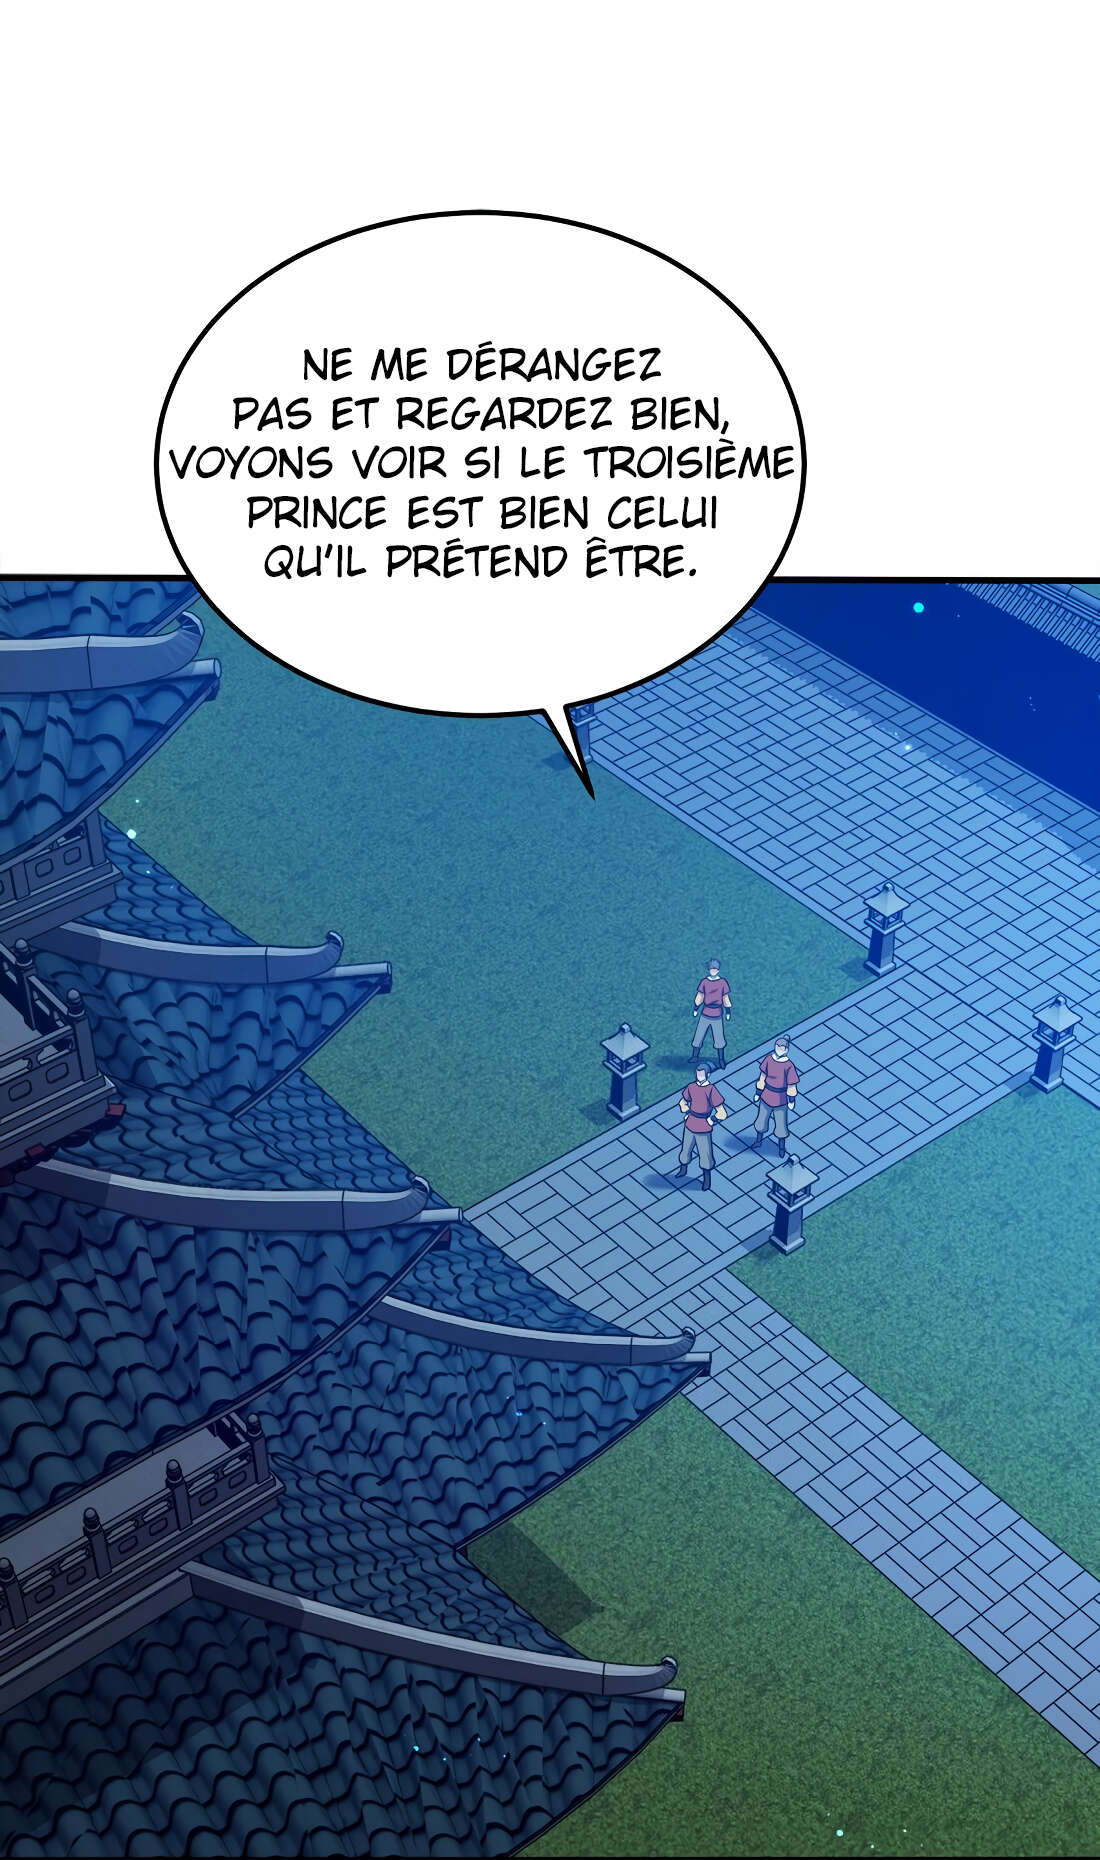 NE ME DÉRANGEZ
PAS ET REGARDEZ BIEN,
VOYONS VOIR SI LE TROISIÈME
PRINCE EST BIEN CELUI
QU'IL PRÉTEND ÊTRE.